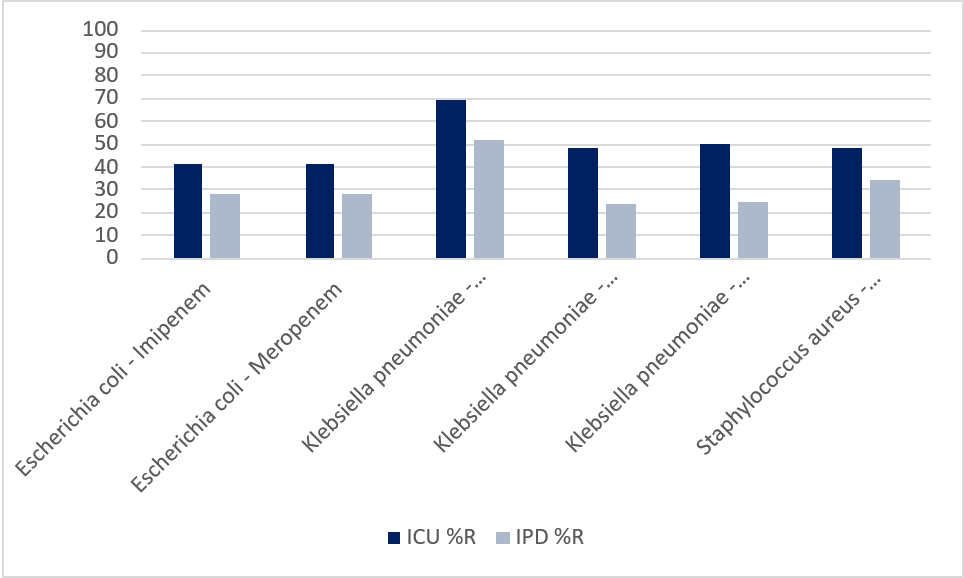 100
90
80
70
60
50
40
30
20
10
0
Escherichia coli - Imipenem
Escherichia coli - Meropenem
Klebsiella pneumoniae -...
Klebsiella pneumoniae -...
Klebsiella pneumoniae -...
Staphylococcus aureus -...
ICU %R IPD %R